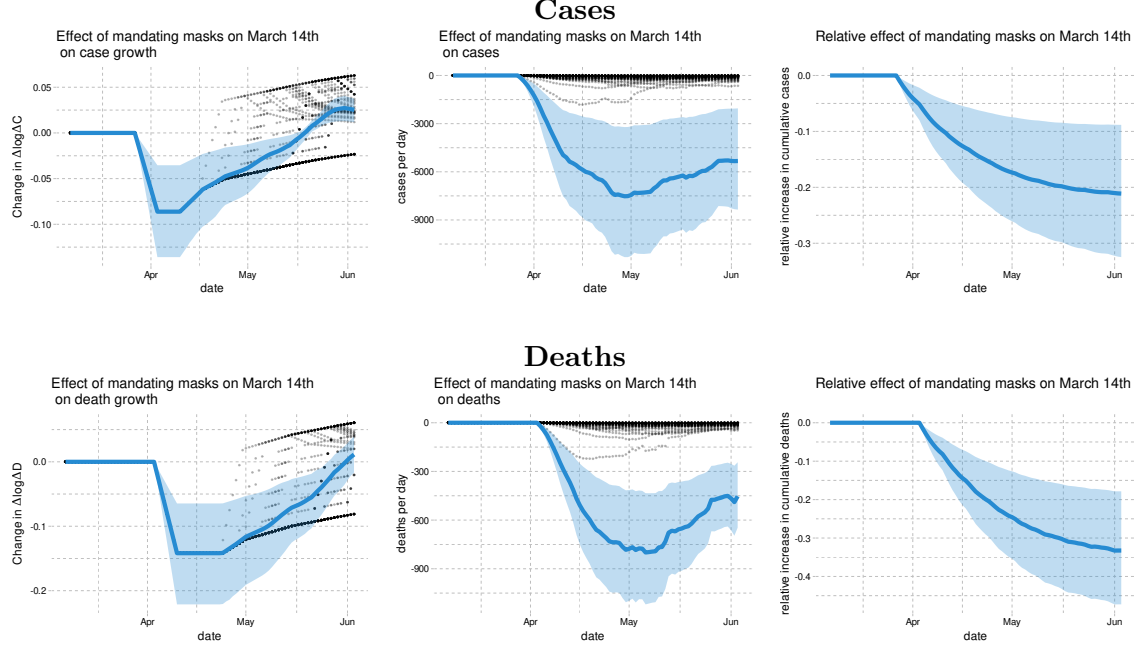 Cases
Effect of mandating masks on March 14th
on case growth
Change in ΔlogΔC
0.05
0.00
-0.05
-0.10
Apr
May
Jun
date
Effect of mandating masks on March 14th
on cases
cases per day
0
-3000
-6000
-9000
Apr
May
Jun
date
Relative effect of mandating masks on March 14th
relative increase in cumulative cases
0.0
-0.1
-0.2
-0.3
Apr
May
Jun
date
Deaths
Effect of mandating masks on March 14th
on death growth
Change in ΔlogΔD
0.0
-0.1
-0.2
Apr
May
Jun
date
Effect of mandating masks on March 14th
on deaths
deaths per day
0
-300
-600
-900
Apr
May
Jun
date
Relative effect of mandating masks on March 14th
relative increase in cumulative deaths
0.0
-0.1
-0.2
-0.3
-0.4
Apr
May
Jun
date